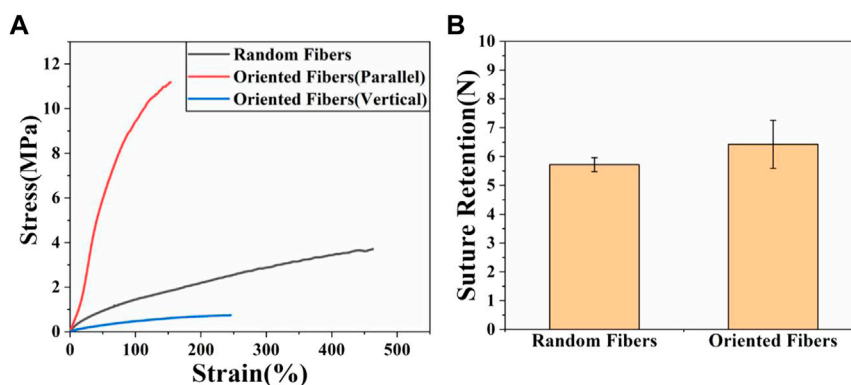 A
Stress(MPa)
12
10
8
6
4
2
0
0
100
200
300
400
500
Strain(%)
Random Fibers
Oriented Fibers(Parallel)
Oriented Fibers(Vertical)
B
Suture Retention(N)
10
9
8
7
6
5
4
3
2
1
0
Random Fibers
Oriented Fibers